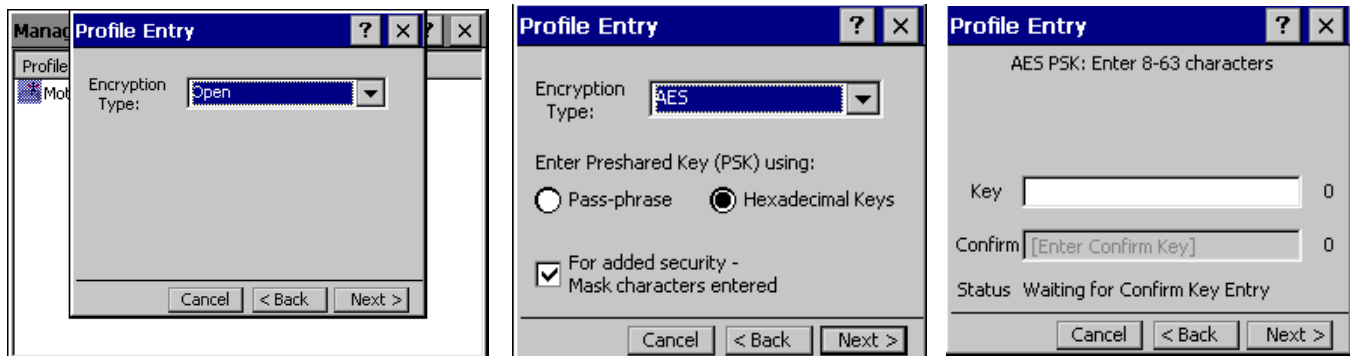 Manag
Profile Entry
? ×
? ×
Profile
Mot
Encryption
Type:
Open
Cancel
< Back
Next >
Profile Entry
? ×
Encryption
Type:
AES
Enter Preshared Key (PSK) using:
Pass-phrase
Hexadecimal Keys
For added security -
Mask characters entered
Cancel
< Back
Next >
Profile Entry
? ×
AES PSK: Enter 8-63 characters
Key
0
Confirm
[Enter Confirm Key]
0
Status Waiting for Confirm Key Entry
Cancel
< Back
Next >